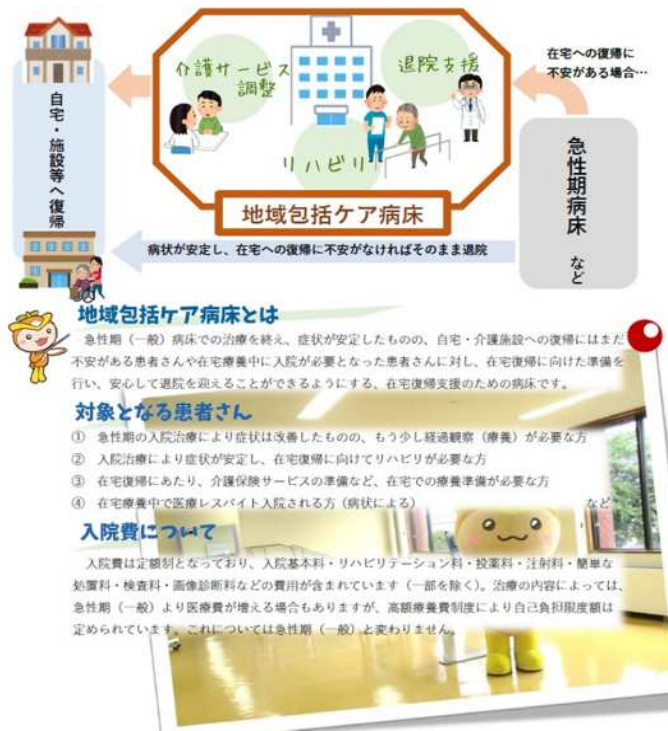 介護サービス
調整
退院支援
リハビリ
地域包括ケア病床
在宅への復帰に
不安がある場合…
急性期病床 など
自宅・施設等へ復帰
病状が安定し、在宅への復帰に不安がなければそのまま退院
地域包括ケア病床とは
急性期(一般)病床での治療を終え、症状が安定したものの、自宅・介護施設への復帰にはまだ
不安がある患者さんや在宅療養中に入院が必要となった患者さんに対し、在宅復帰に向けた準備を
行い、安心して退院を迎えることができるようにする、在宅復帰支援のための病床です。
対象となる患者さん
① 急性期の入院治療により症状は改善したものの、もう少し経過観察(療養)が必要な方
② 入院治療により症状が安定し、在宅復帰に向けてリハビリが必要な方
③ 在宅復帰にあたり、介護保険サービスの準備など、在宅での療養準備が必要な方
④ 在宅療養中で医療レスパイト入院される方(病状による) など
入院費について
入院費は定額制となっており、入院基本料・リハビリテーション料・投薬料・注射料・簡単な
処置料・検査料・画像診断料などの費用が含まれています(一部を除く)。治療の内容によっては、
急性期(一般)より医療費が増える場合もありますが、高額療養費制度により自己負担限度額は
定められています。これについては急性期(一般)と変わりません。